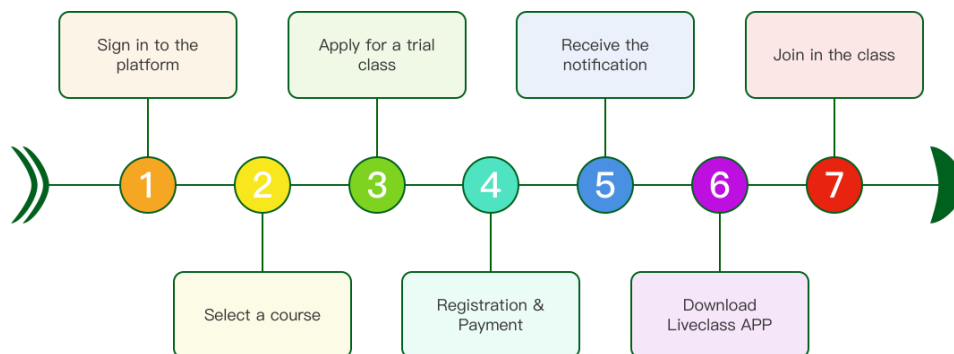 Sign in to the
platform
Apply for a trial
class
Receive the
notification
Join in the class
1
2
3
4
5
6
7
Select a course
Registration &
Payment
Download
Liveclass APP